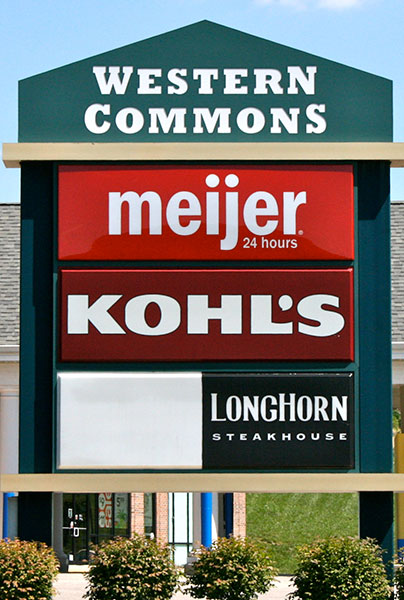 WESTERN
COMMONS
meijer®
24 hours
KOHL'S
LONGHORN
STEAKHOUSE